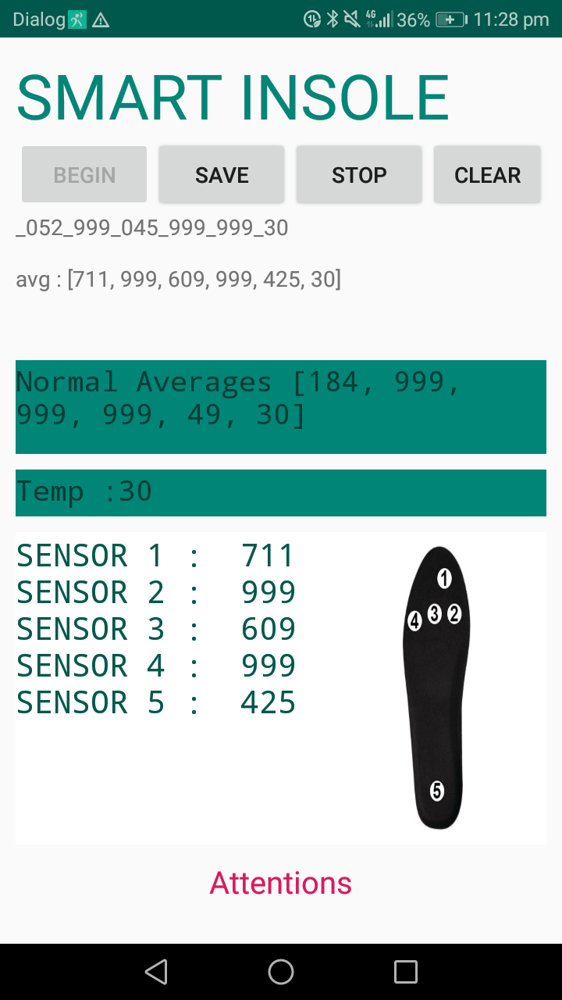 Dialog 4G 36% 11:28 pm
SMART INSOLE
BEGIN SAVE STOP CLEAR
_052_999_045_999_999_30
avg : [711, 999, 609, 999, 425, 30]
Normal Averages [184, 999,
999, 999, 49, 30]
Temp :30
SENSOR 1 : 711
SENSOR 2 : 999
SENSOR 3 : 609
SENSOR 4 : 999
SENSOR 5 : 425
1
4 3 2
5
Attentions